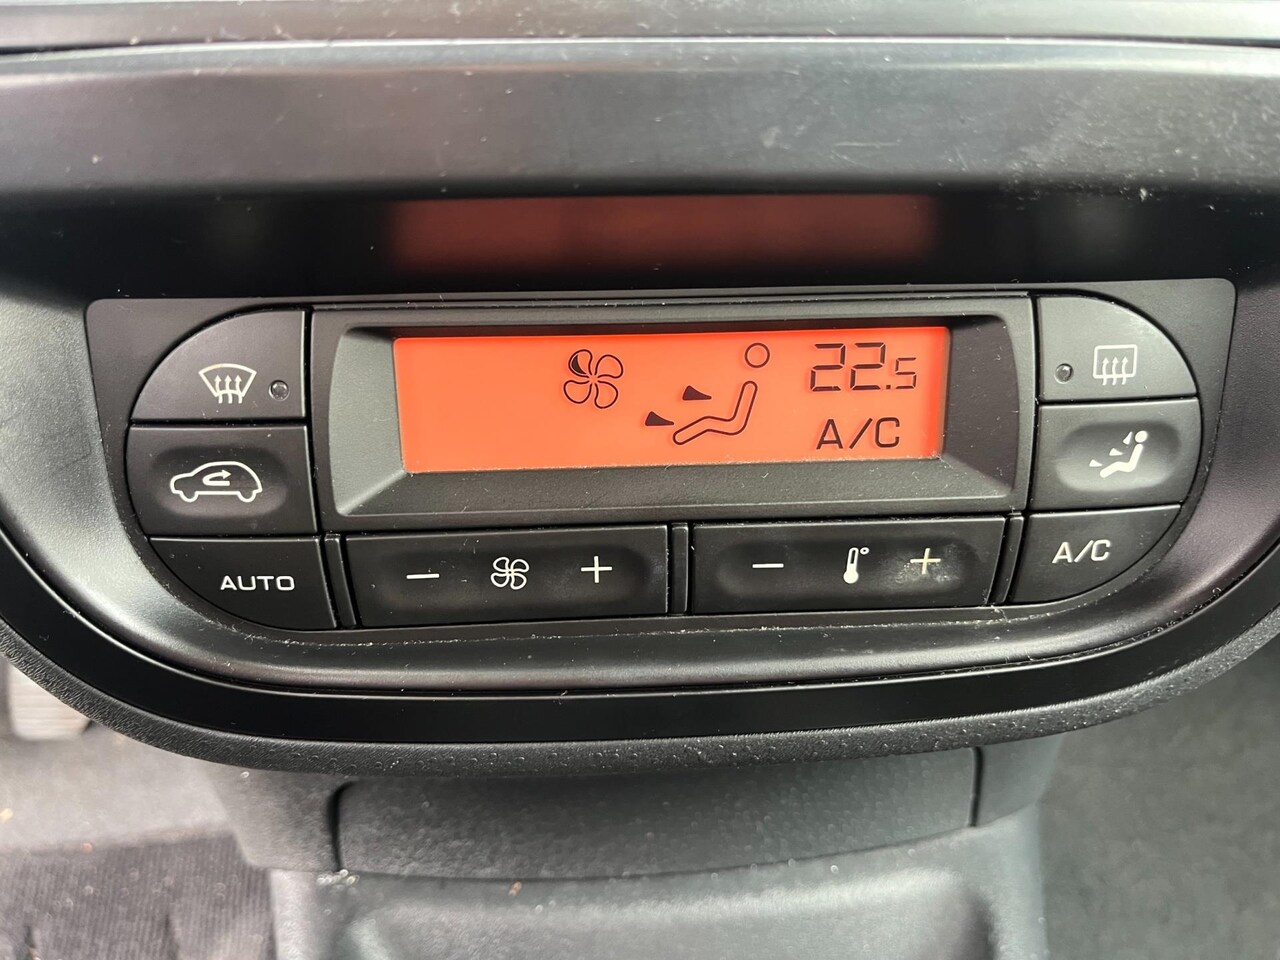 22.5
A/C
AUTO
- +
- +
A/C